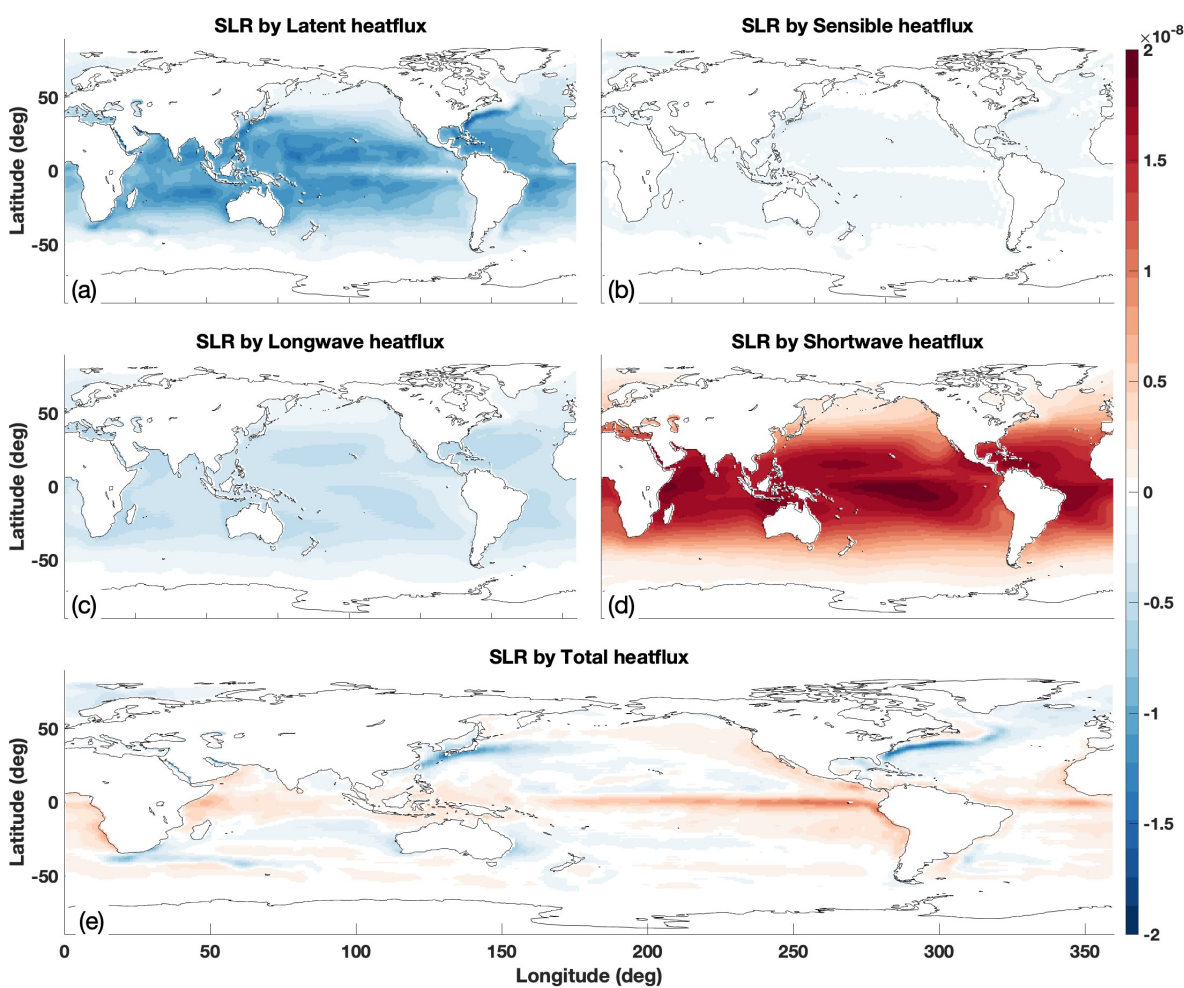 SLR by Latent heatflux
SLR by Sensible heatflux
×10⁻⁸
Latitude (deg)
50
0
-50
(a)
(b)
SLR by Longwave heatflux
SLR by Shortwave heatflux
Latitude (deg)
50
0
-50
(c)
(d)
SLR by Total heatflux
Latitude (deg)
50
0
-50
(e)
0 50 100 150 200 250 300 350
Longitude (deg)
2
1.5
1
0.5
0
-0.5
-1
-1.5
-2